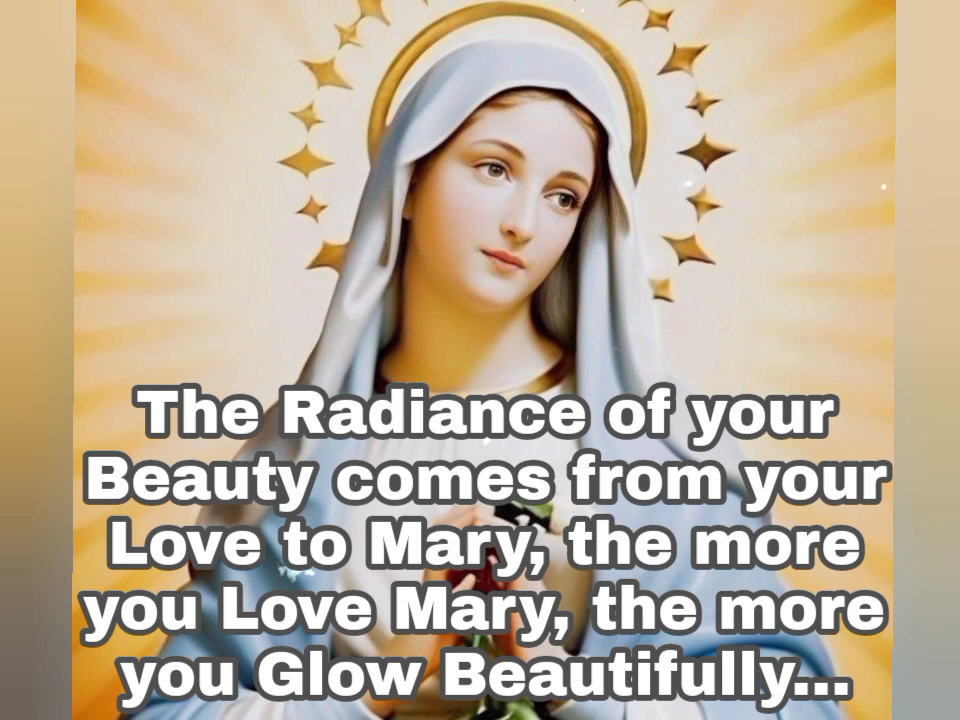 The Radiance of your
Beauty comes from your
Love to Mary, the more
you Love Mary, the more
you Glow Beautifully...